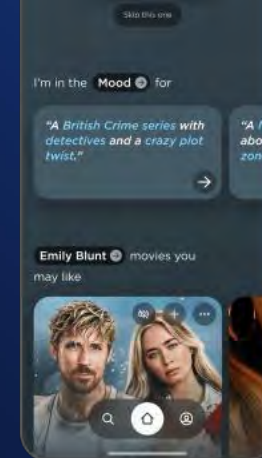 Skip this one
I'm in the Mood for
"A British Crime series with
detectives and a crazy plot
twist."
"A
abo
zon
Emily Blunt movies you
may like